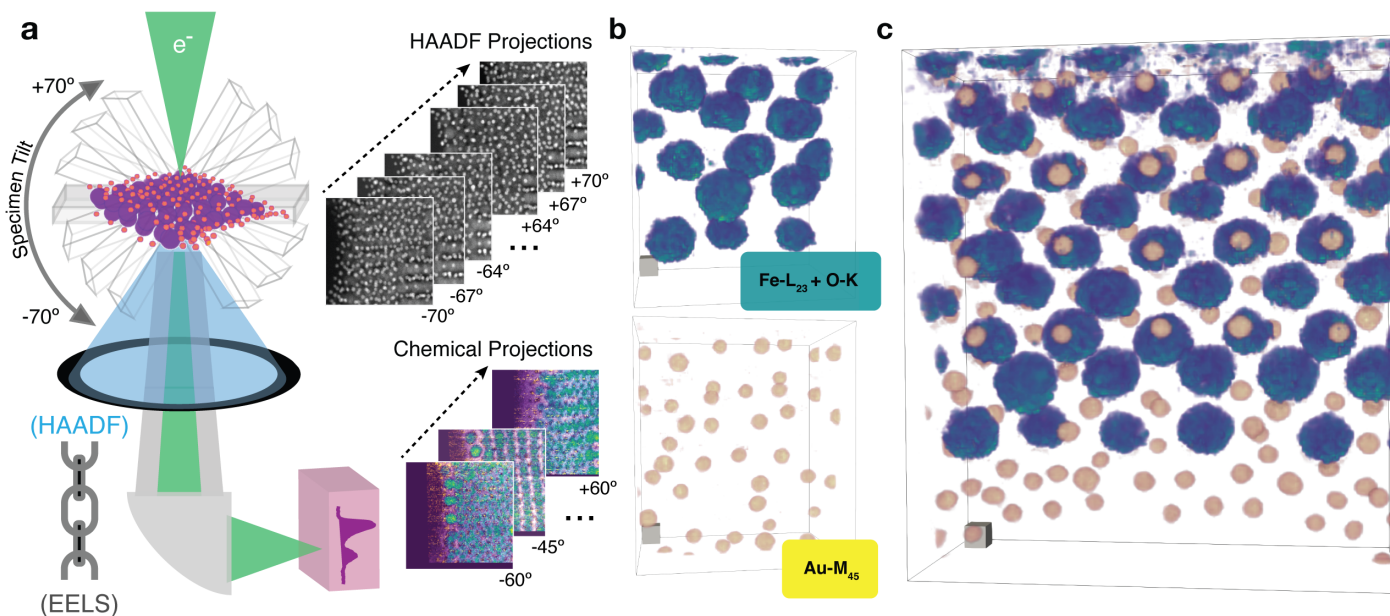 a
e-
+70º
Specimen Tilt
-70º
(HAADF)
(EELS)
HAADF Projections
+70º
+67º
+64º
...
-64º
-67º
-70º
Chemical Projections
+60º
...
-45º
-60º
b
Fe-L23 + O-K
Au-M45
c